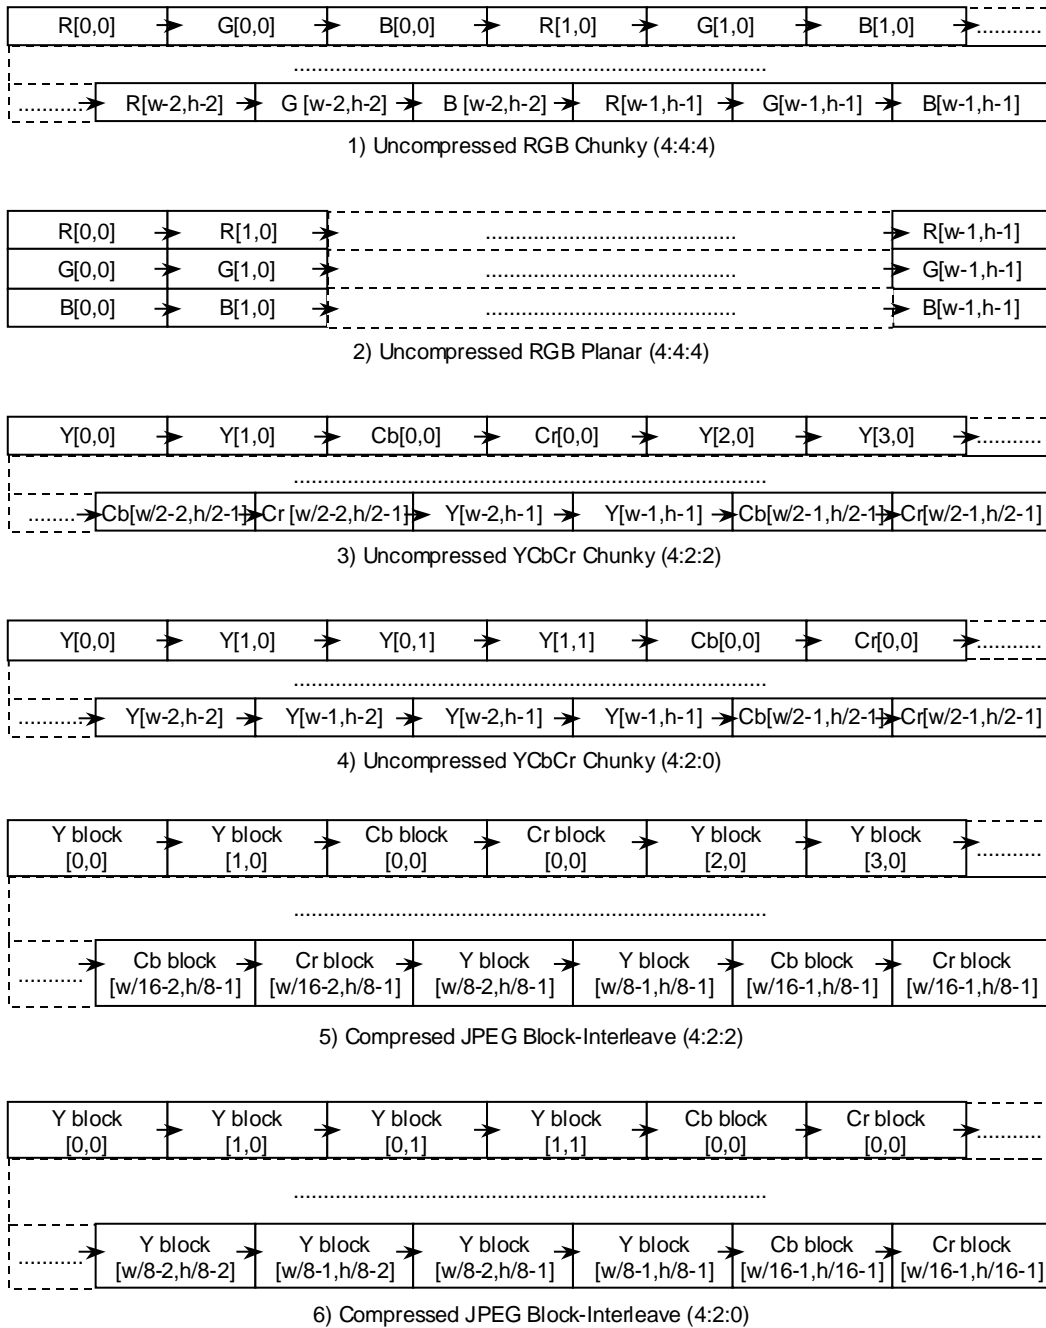 R[0,0] G[0,0] B[0,0] R[1,0] G[1,0] B[1,0] ...........
................................................................................
........... R[w-2,h-2] G [w-2,h-2] B [w-2,h-2] R[w-1,h-1] G[w-1,h-1] B[w-1,h-1]
1) Uncompressed RGB Chunky (4:4:4)
R[0,0] R[1,0] .......................................... R[w-1,h-1]
G[0,0] G[1,0] .......................................... G[w-1,h-1]
B[0,0] B[1,0] .......................................... B[w-1,h-1]
2) Uncompressed RGB Planar (4:4:4)
Y[0,0] Y[1,0] Cb[0,0] Cr[0,0] Y[2,0] Y[3,0] ...........
................................................................................
........ Cb[w/2-2,h/2-1] Cr [w/2-2,h/2-1] Y[w-2,h-1] Y[w-1,h-1] Cb[w/2-1,h/2-1] Cr[w/2-1,h/2-1]
3) Uncompressed YCbCr Chunky (4:2:2)
Y[0,0] Y[1,0] Y[0,1] Y[1,1] Cb[0,0] Cr[0,0] ...........
................................................................................
........... Y[w-2,h-2] Y[w-1,h-2] Y[w-2,h-1] Y[w-1,h-1] Cb[w/2-1,h/2-1] Cr[w/2-1,h/2-1]
4) Uncompressed YCbCr Chunky (4:2:0)
Y block Y block Cb block Cr block Y block Y block
[0,0] [1,0] [0,0] [0,0] [2,0] [3,0] ...........
................................................................................
Cb block Cr block Y block Y block Cb block Cr block
........... [w/16-2,h/8-1] [w/16-2,h/8-1] [w/8-2,h/8-1] [w/8-1,h/8-1] [w/16-1,h/8-1] [w/16-1,h/8-1]
5) Compresed JPEG Block-Interleave (4:2:2)
Y block Y block Y block Y block Cb block Cr block
[0,0] [1,0] [0,1] [1,1] [0,0] [0,0] ...........
................................................................................
Y block Y block Y block Y block Cb block Cr block
........... [w/8-2,h/8-2] [w/8-1,h/8-2] [w/8-2,h/8-1] [w/8-1,h/8-1] [w/16-1,h/16-1] [w/16-1,h/16-1]
6) Compressed JPEG Block-Interleave (4:2:0)